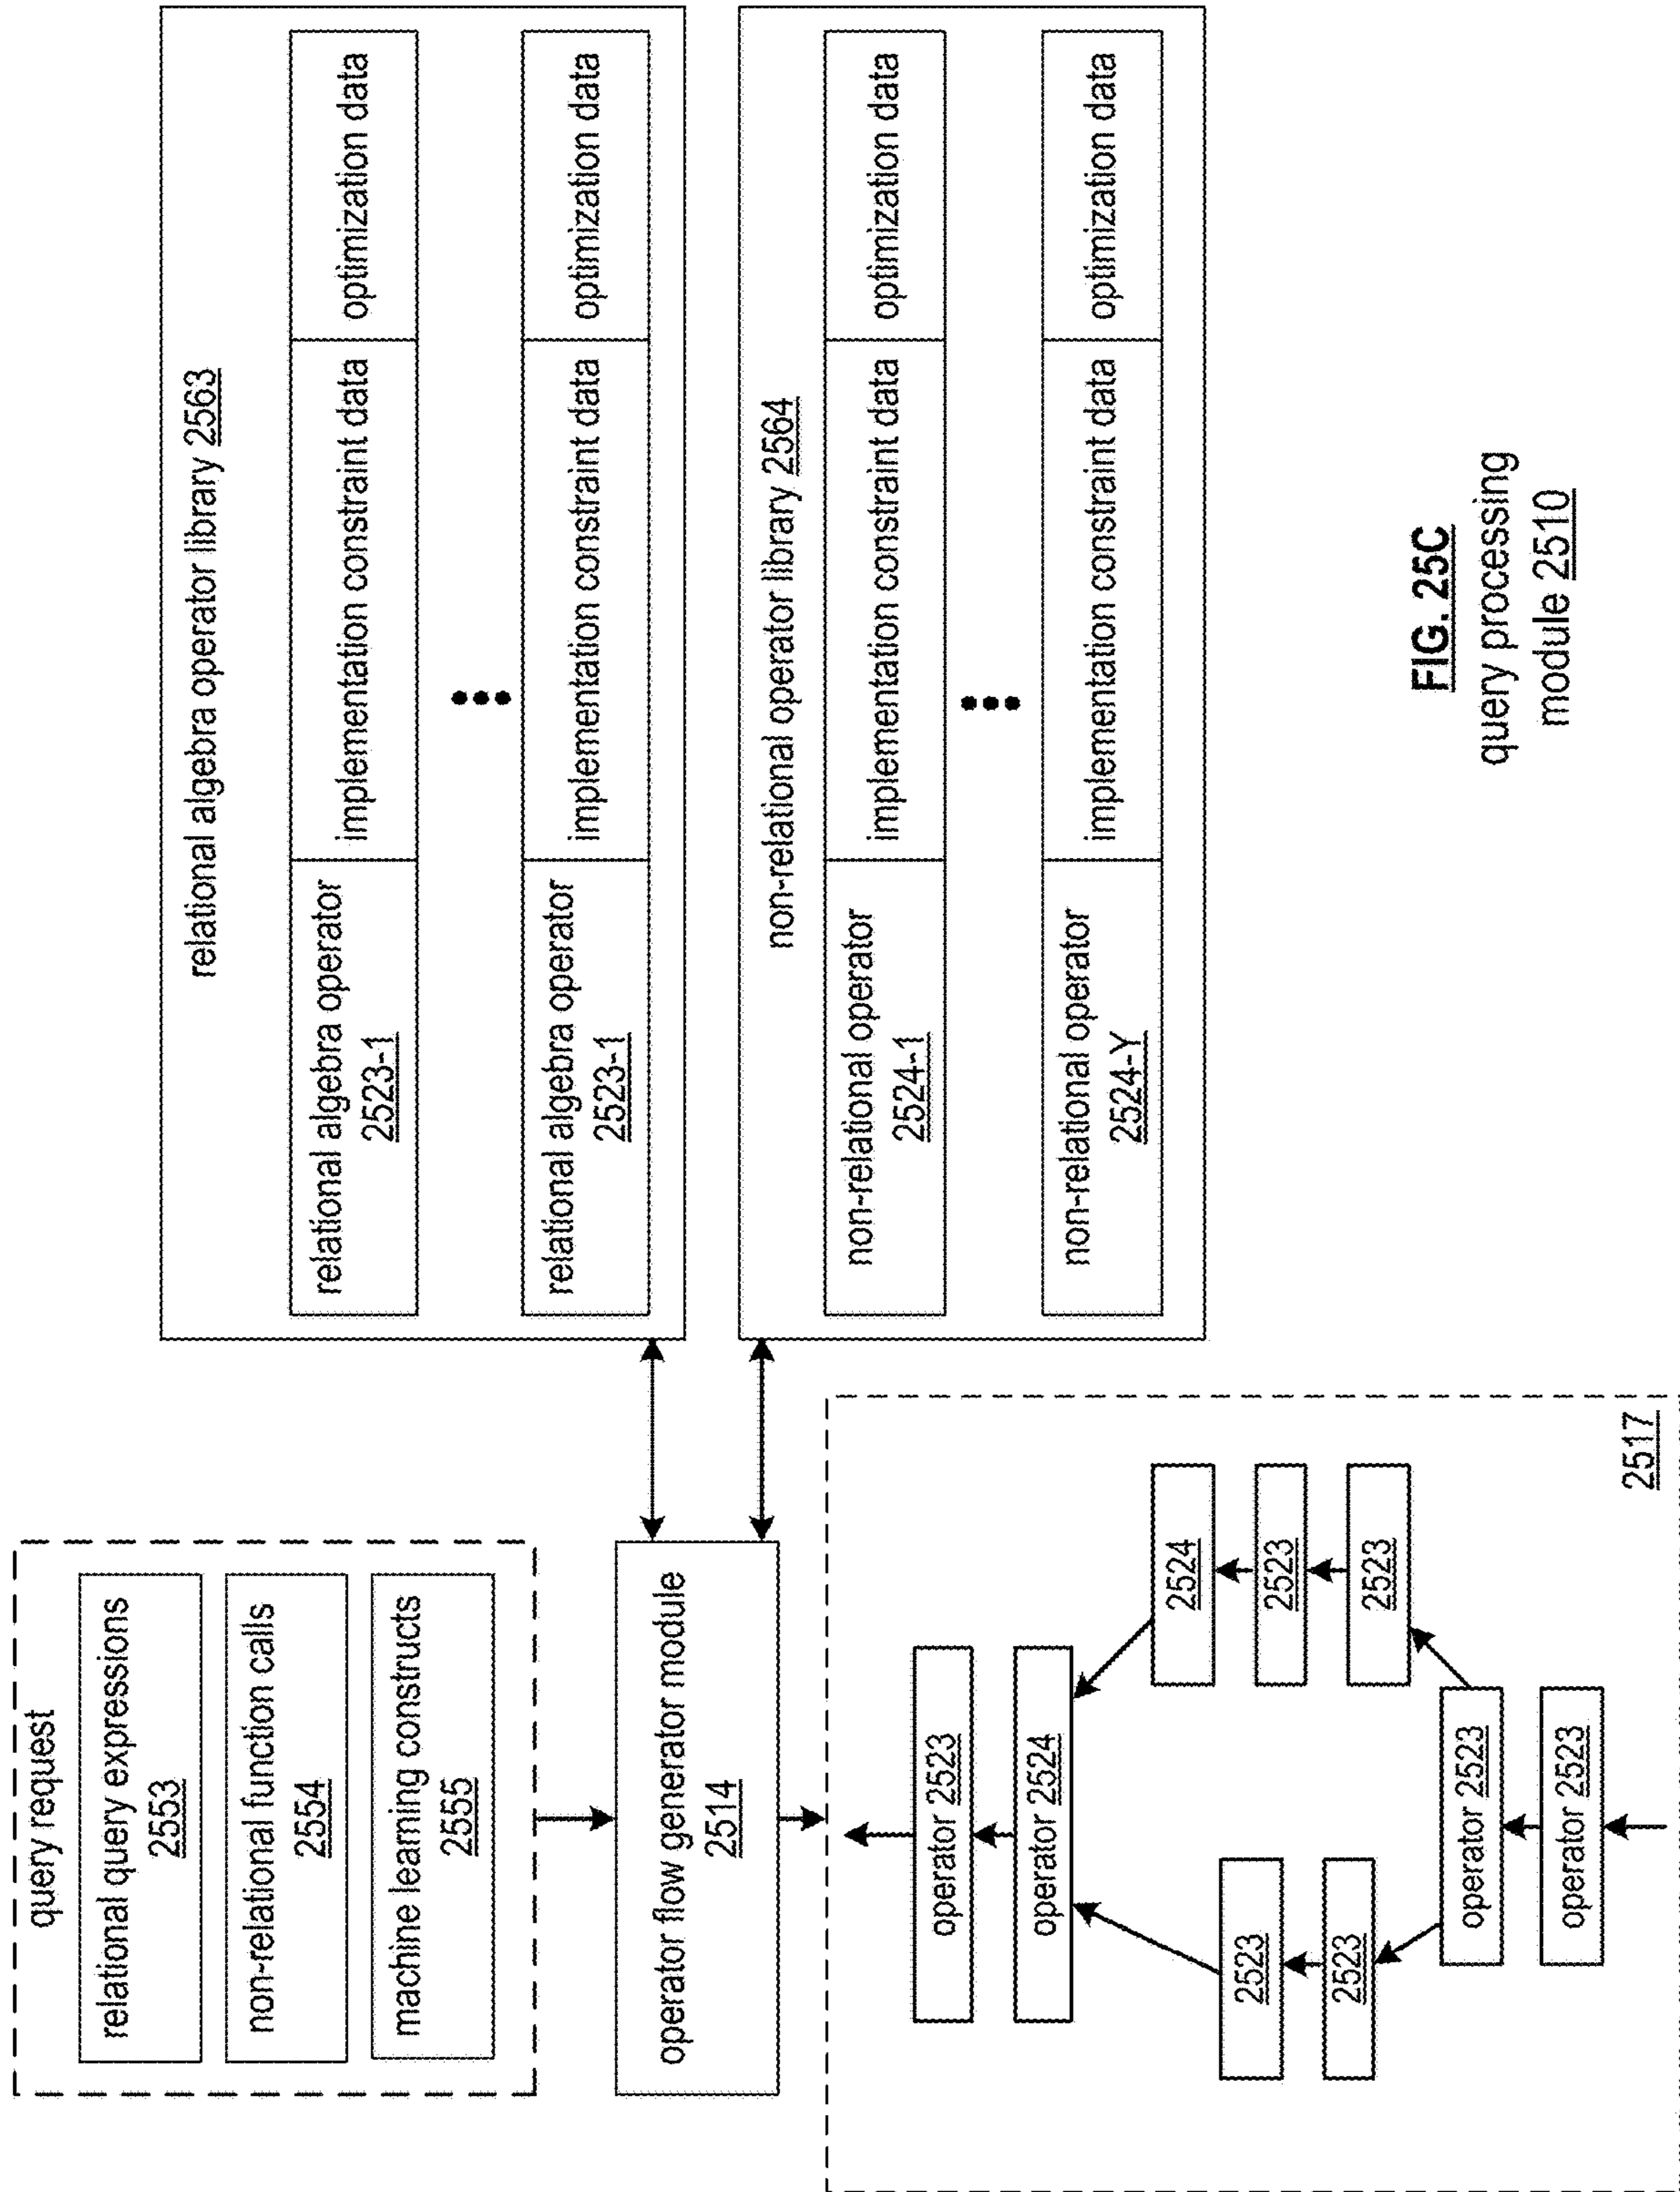 query request
relational query expressions
2553
non-relational function calls
2554
machine learning constructs
2555
operator flow generator module
2514
relational algebra operator library 2563
relational algebra operator
2523-1
implementation constraint data
optimization data
relational algebra operator
2523-1
implementation constraint data
optimization data
non-relational operator library 2564
non-relational operator
2524-1
implementation constraint data
optimization data
non-relational operator
2524-Y
implementation constraint data
optimization data
operator 2523
operator 2524
2523
2523
2524
2523
2523
operator 2523
operator 2523
2517
FIG. 25C
query processing
module 2510